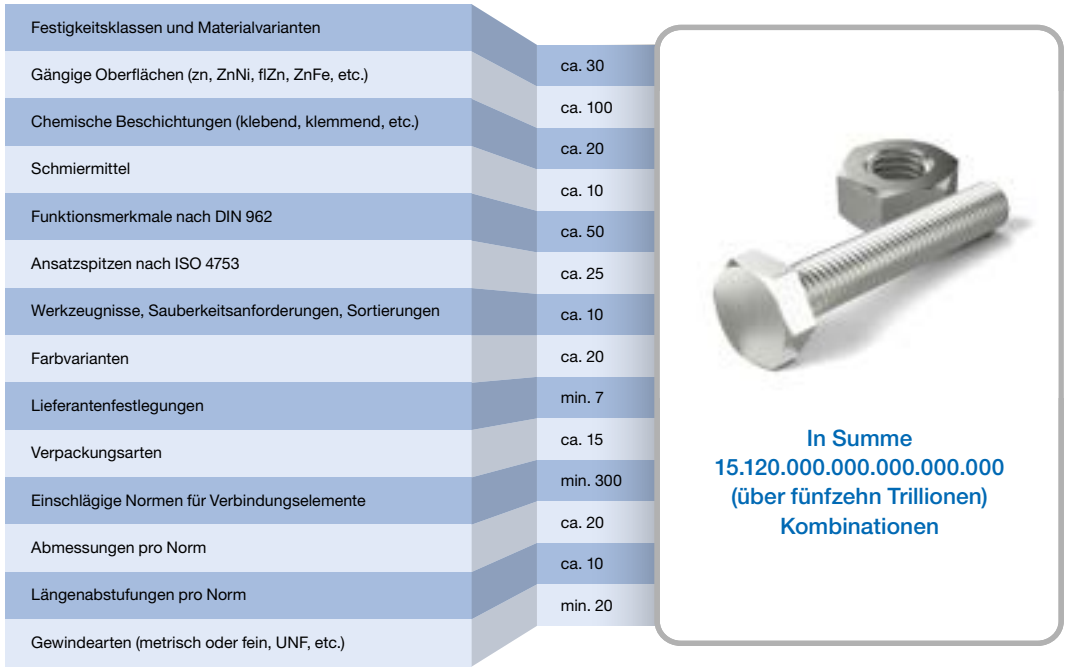 Festigkeitsklassen und Materialvarianten
ca. 30
Gängige Oberflächen (zn, ZnNi, flZn, ZnFe, etc.)
ca. 100
Chemische Beschichtungen (klebend, klemmend, etc.)
ca. 20
Schmiermittel
ca. 10
Funktionsmerkmale nach DIN 962
ca. 50
Ansatzspitzen nach ISO 4753
ca. 25
Werkzeugnisse, Sauberkeitsanforderungen, Sortierungen
ca. 10
Farbvarianten
ca. 20
Lieferantenfestlegungen
min. 7
Verpackungsarten
ca. 15
Einschlägige Normen für Verbindungselemente
min. 300
Abmessungen pro Norm
ca. 20
Längenabstufungen pro Norm
ca. 10
Gewindearten (metrisch oder fein, UNF, etc.)
min. 20
In Summe
15.120.000.000.000.000.000
(über fünfzehn Trillionen)
Kombinationen